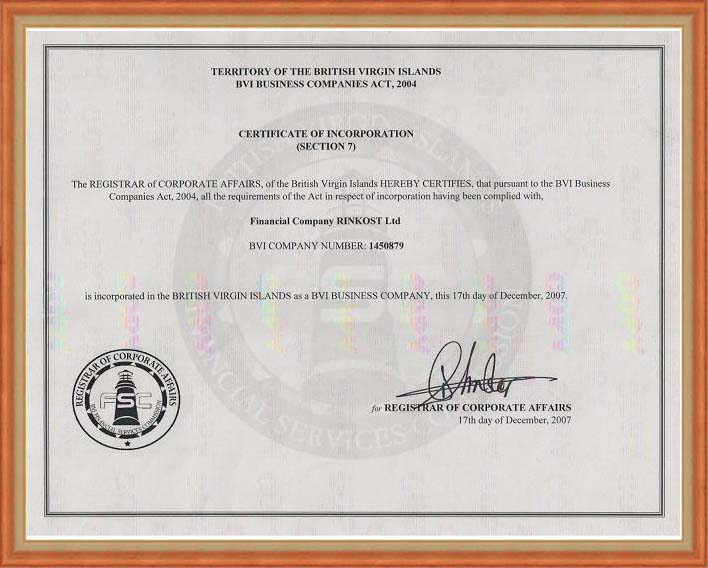 TERRITORY OF THE BRITISH VIRGIN ISLANDS
BVI BUSINESS COMPANIES ACT, 2004
CERTIFICATE OF INCORPORATION
(SECTION 7)
The REGISTRAR of CORPORATE AFFAIRS, of the British Virgin Islands HEREBY CERTIFIES, that pursuant to the BVI Business
Companies Act, 2004, all the requirements of the Act in respect of incorporation having been complied with,
Financial Company RINKOST Ltd
BVI COMPANY NUMBER: 1450879
is incorporated in the BRITISH VIRGIN ISLANDS as a BVI BUSINESS COMPANY, this 17th day of December, 2007.
REGISTRAR OF CORPORATE AFFAIRS
FSC
BVI FINANCIAL SERVICES COMMISSION
for REGISTRAR OF CORPORATE AFFAIRS
17th day of December, 2007